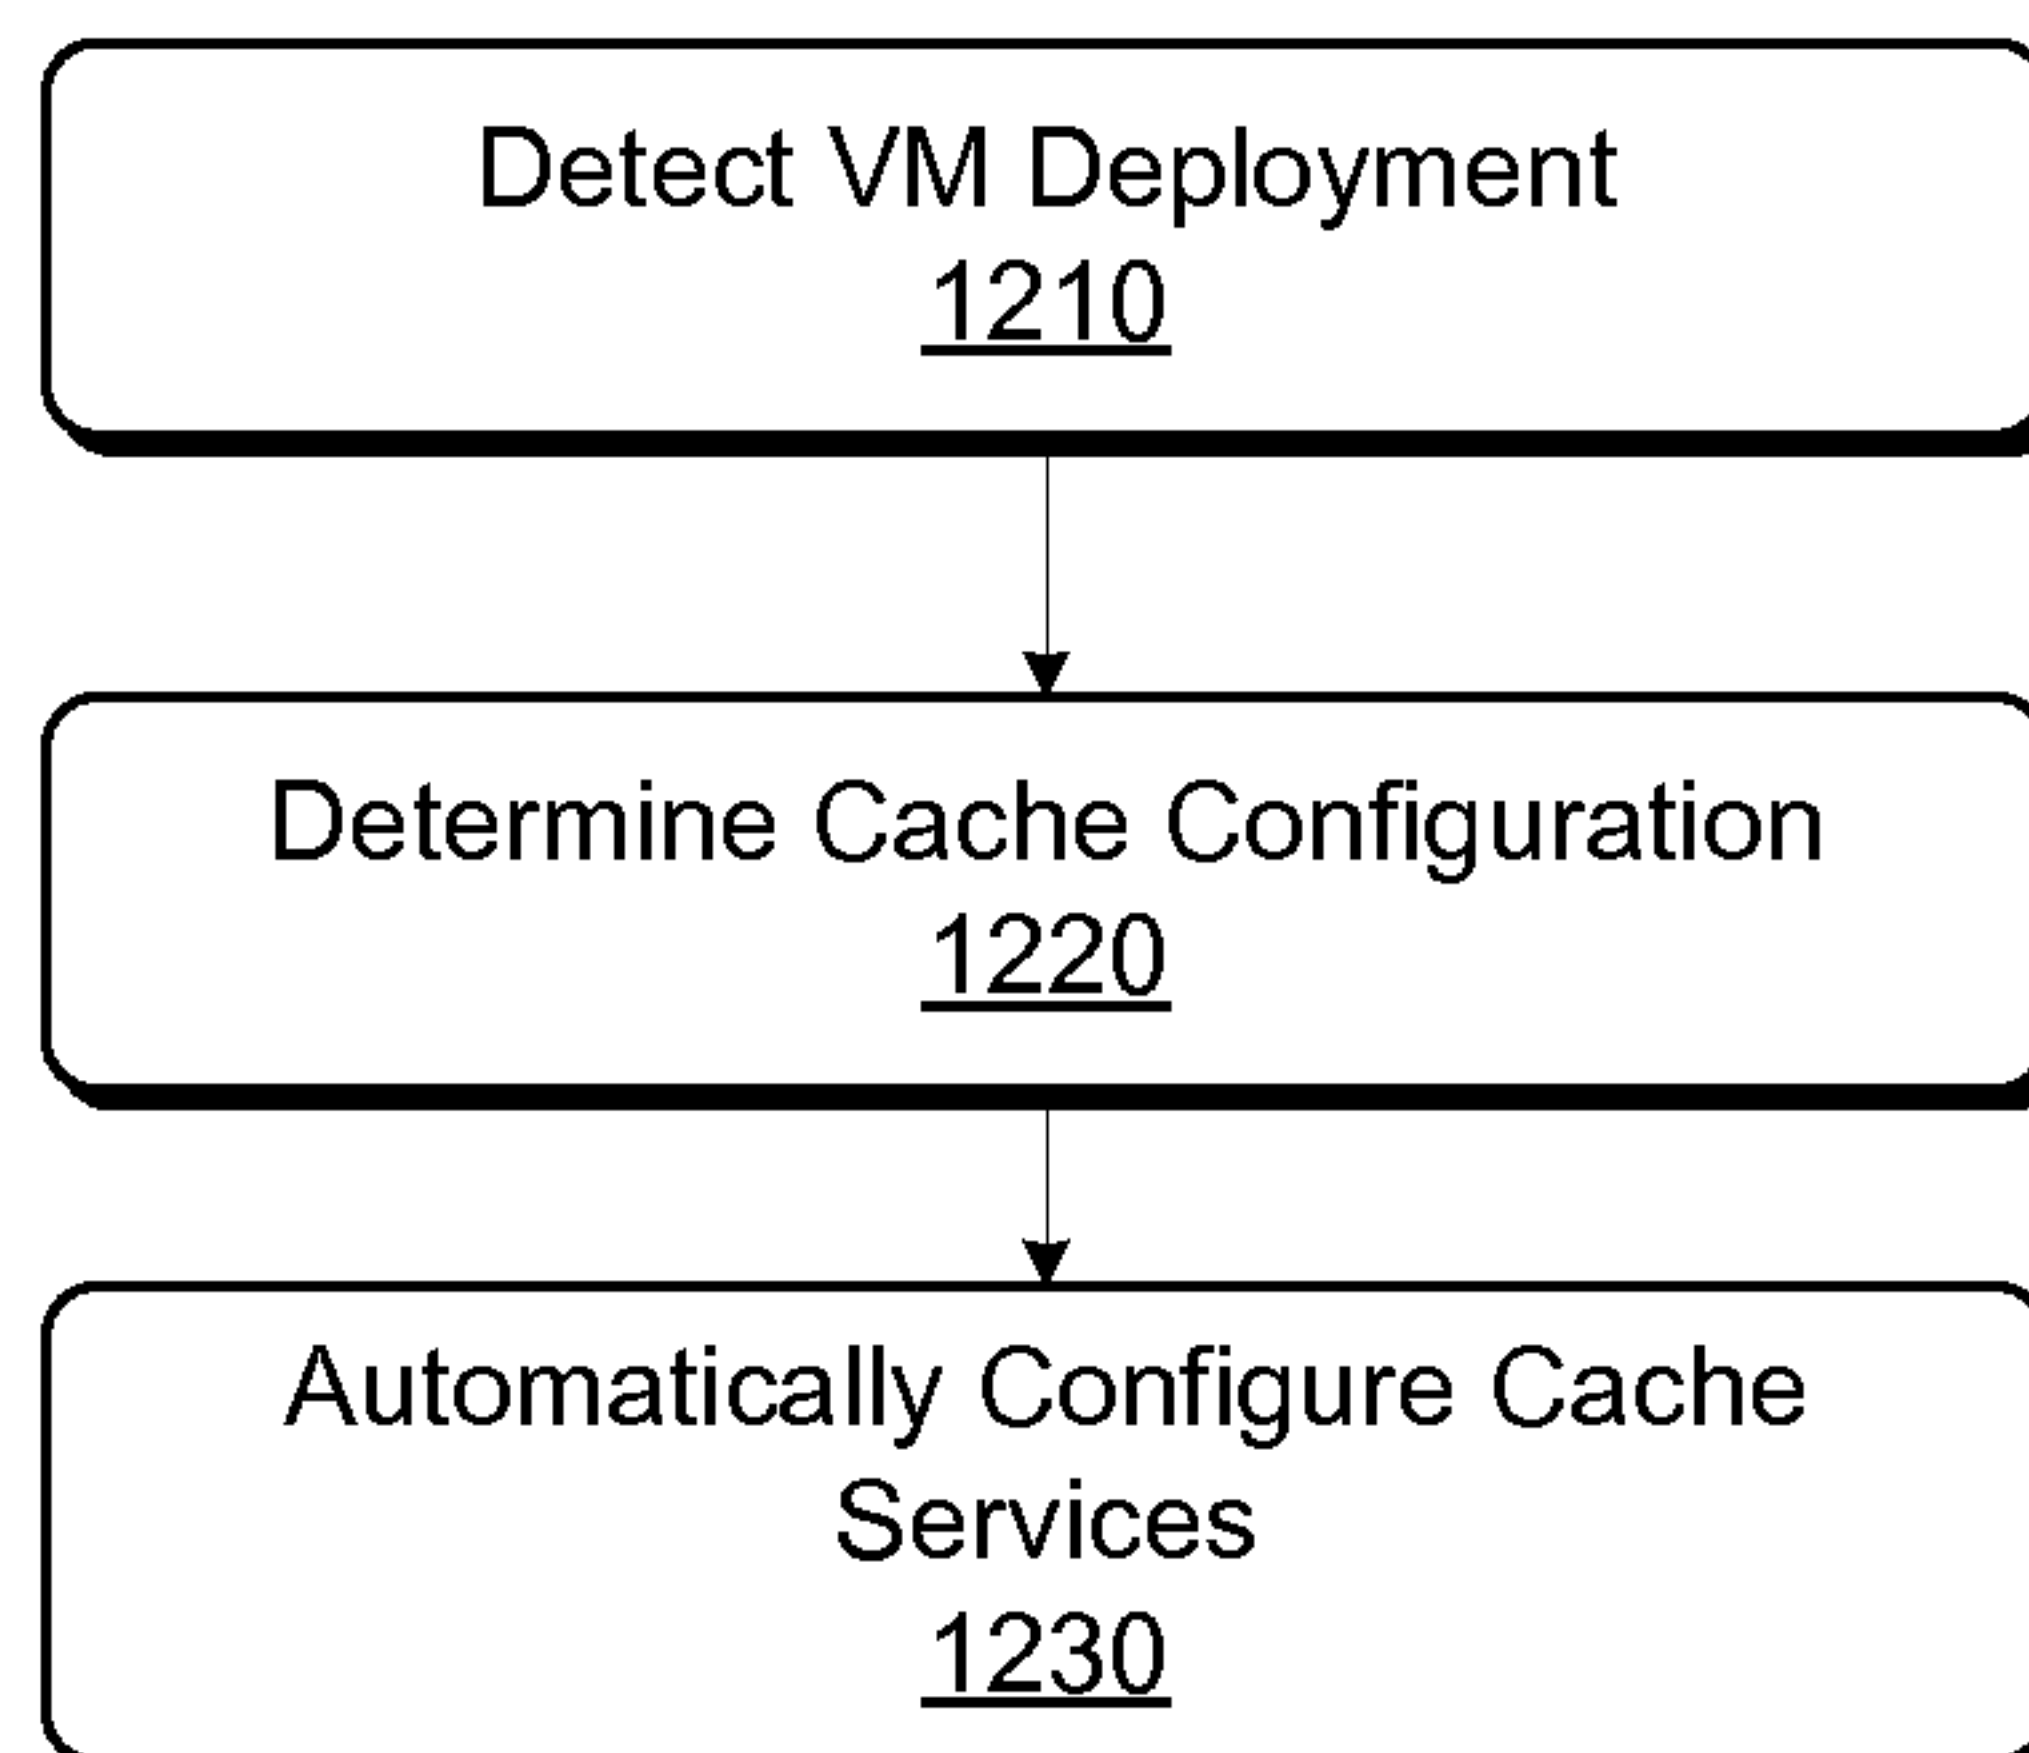 Detect VM Deployment
1210
Determine Cache Configuration
1220
Automatically Configure Cache
Services
1230